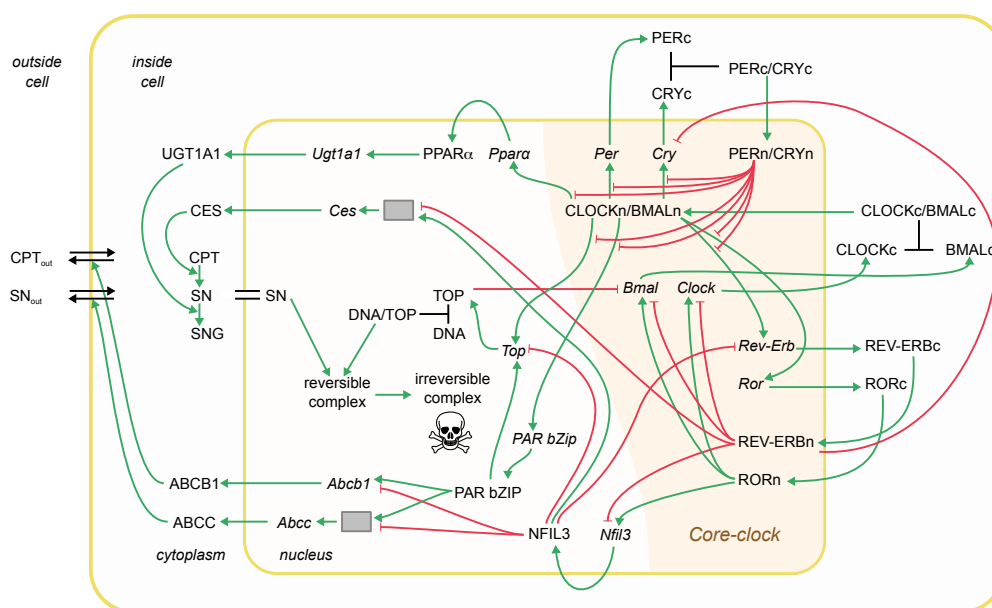 PERc
outside
cell
inside
cell
PERc/CRYc
CRYc
UGT1A1
Ugt1a1
PPARα
Pparα
Per
Cry
PERn/CRYn
CES
Ces
CLOCKn/BMALn
CLOCKc/BMALc
CPTout
CPT
CLOCKc
BMALc
SNout
SN
SN
TOP
Bmal
Clock
DNA/TOP
SNG
DNA
Top
Rev-Erb
REV-ERBc
reversible
complex
irreversible
complex
Ror
RORc
PAR bZip
REV-ERBn
ABCB1
Abcb1
PAR bZIP
RORn
ABCC
Abcc
NFIL3
Nfil3
Core-clock
cytoplasm
nucleus